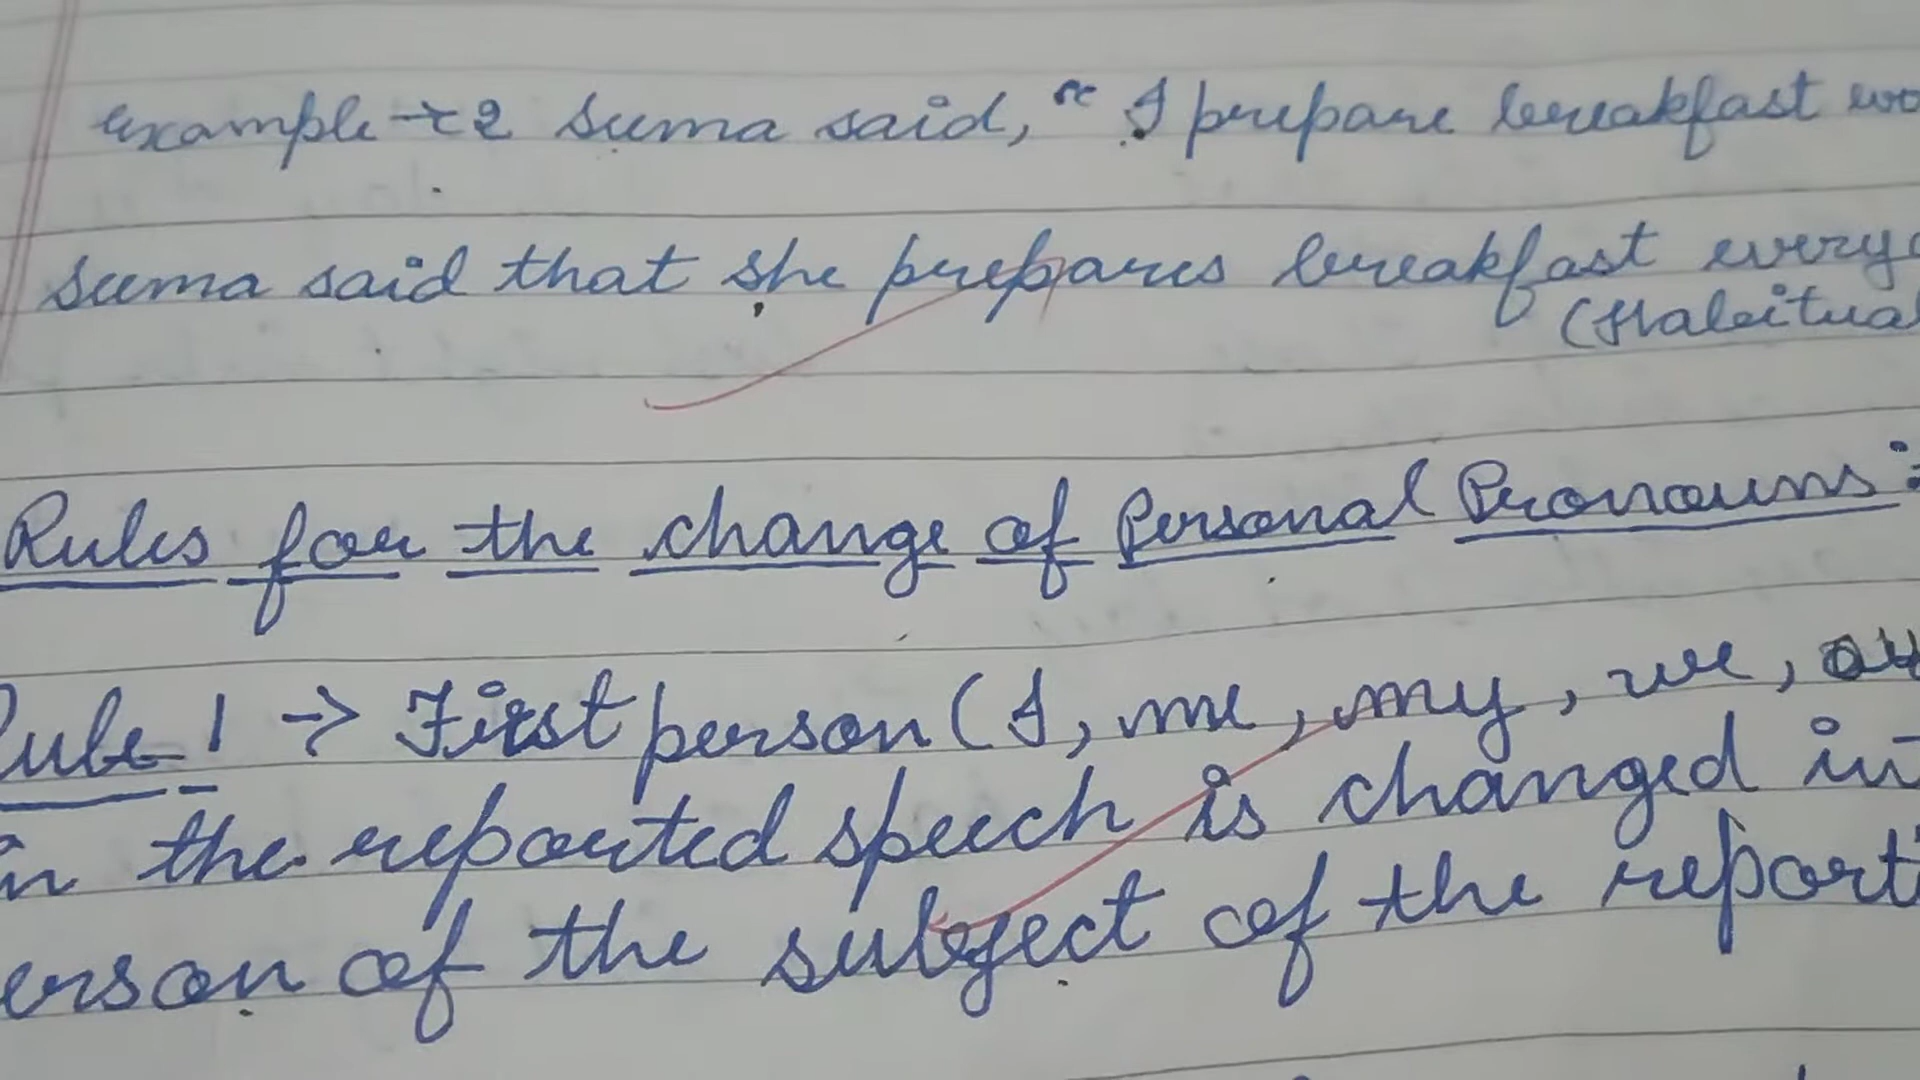 example → 2 Suma said, " I prepare breakfast
Suma said that she prepares breakfast
(Habitual
Rules for the change of Personal Pronouns :
Rule 1 → First person (I, me, my, we,
in the reported speech is changed
of the subject of the